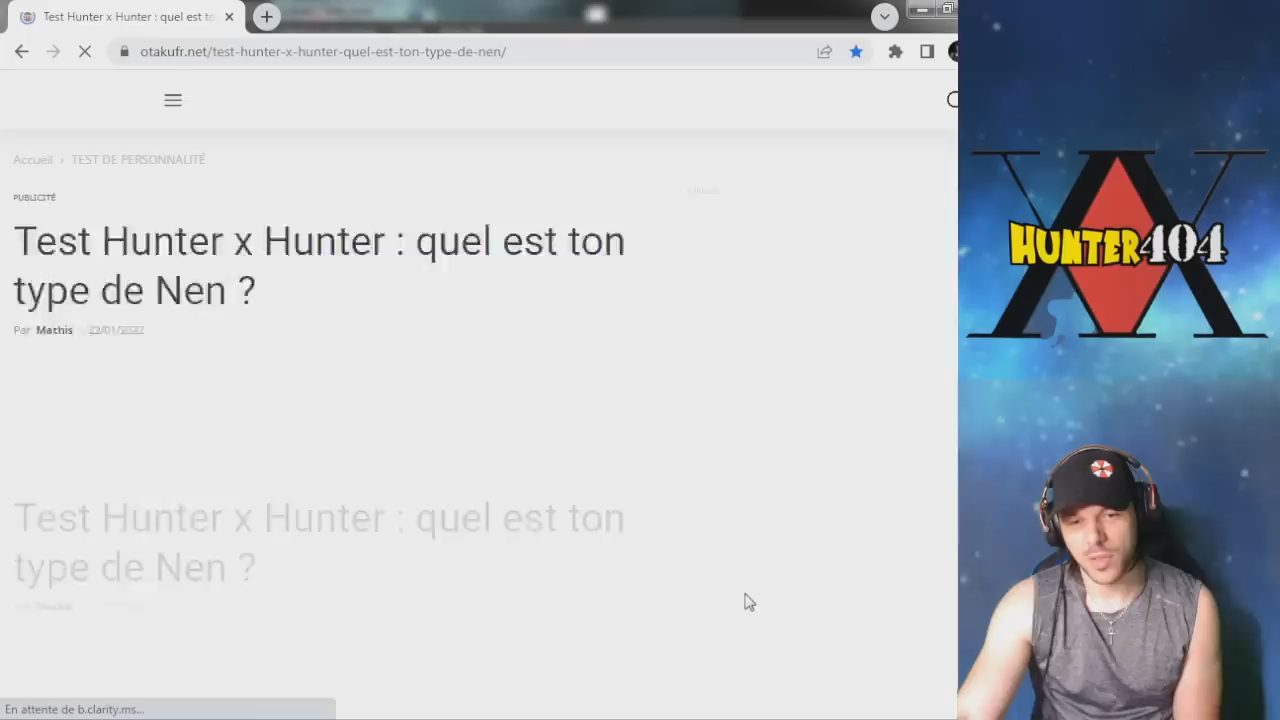 Test Hunter x Hunter : quel est to
otakufr.net/test-hunter-x-hunter-quel-est-ton-type-de-nen/
Accueil › TEST DE PERSONNALITÉ
PUBLICITÉ
Test Hunter x Hunter : quel est ton
type de Nen ?
Par Mathis
Test Hunter x Hunter : quel est ton
type de Nen ?
En attente de b.clarity.ms...
HUNTER404